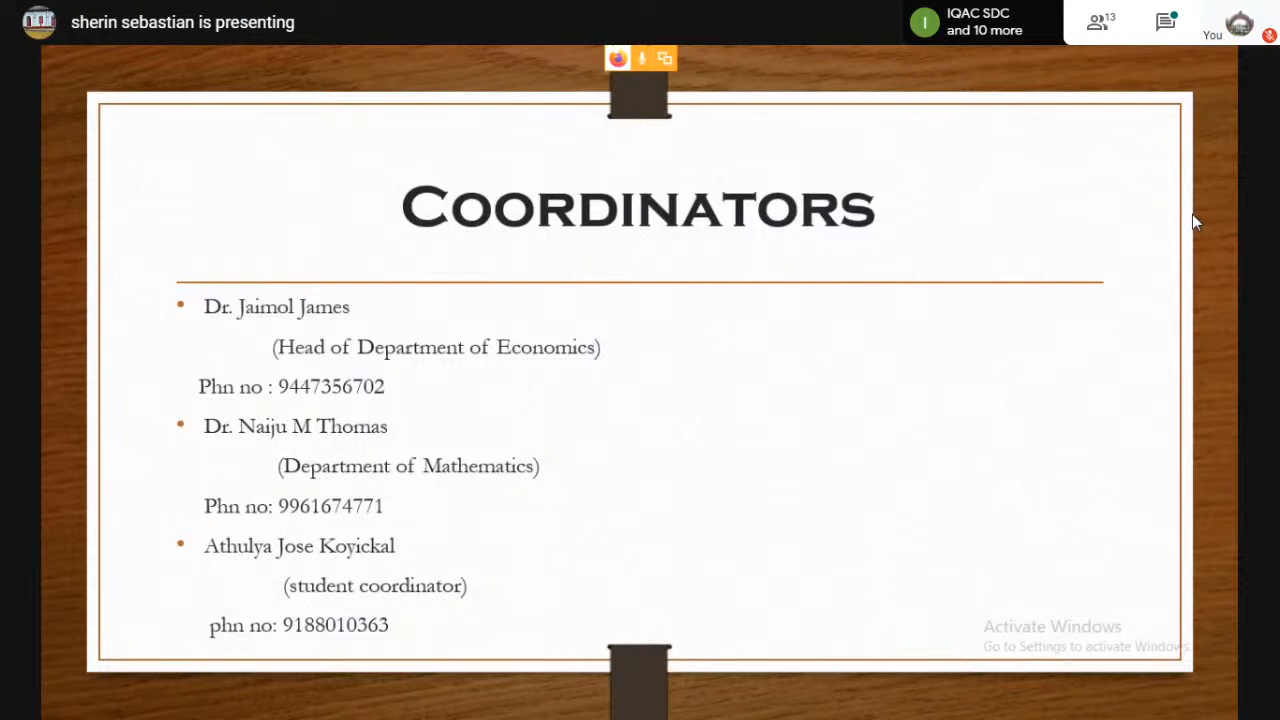 sherin sebastian is presenting
I
IQAC SDC
and 10 more
13
You
Coordinators
• Dr. Jaimol James
(Head of Department of Economics)
Phn no : 9447356702
• Dr. Naiju M Thomas
(Department of Mathematics)
Phn no: 9961674771
• Athulya Jose Koyickal
(student coordinator)
phn no: 9188010363
Activate Windows
Go to Settings to activate Windows.